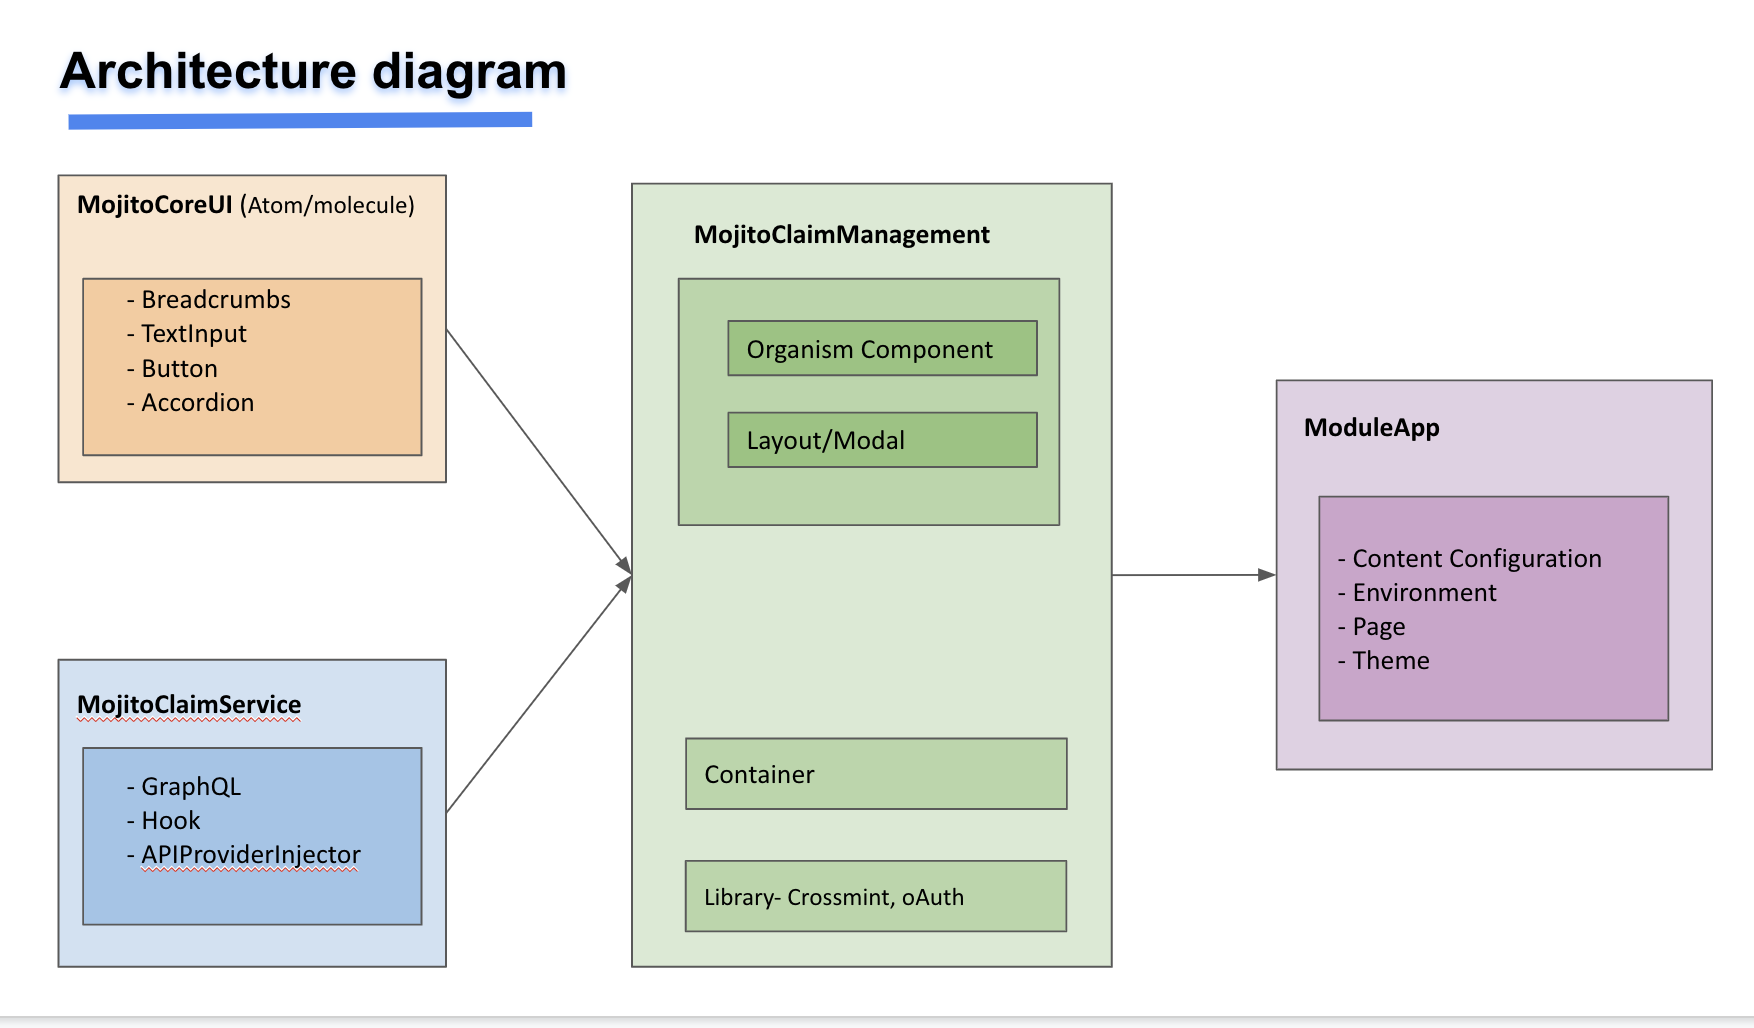 Architecture diagram
MojitoCoreUI (Atom/molecule)
- Breadcrumbs
- TextInput
- Button
- Accordion
MojitoClaimService
- GraphQL
- Hook
- APIProviderInjector
MojitoClaimManagement
Organism Component
Layout/Modal
Container
Library- Crossmint, oAuth
ModuleApp
- Content Configuration
- Environment
- Page
- Theme